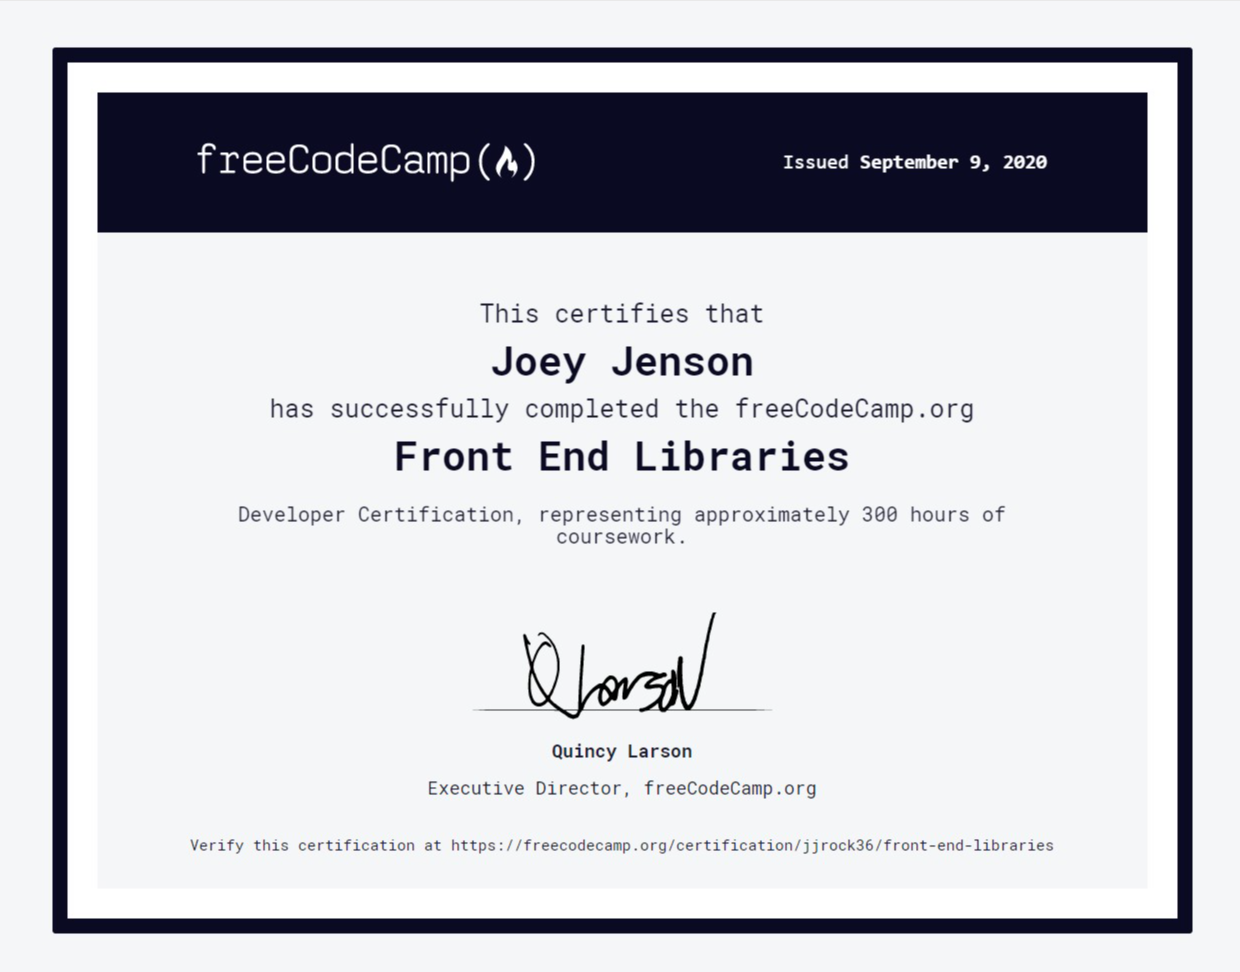 freeCodeCamp(🔥)
Issued September 9, 2020
This certifies that
Joey Jenson
has successfully completed the freeCodeCamp.org
Front End Libraries
Developer Certification, representing approximately 300 hours of
coursework.
Q Larson
Quincy Larson
Executive Director, freeCodeCamp.org
Verify this certification at https://freecodecamp.org/certification/jjrock36/front-end-libraries